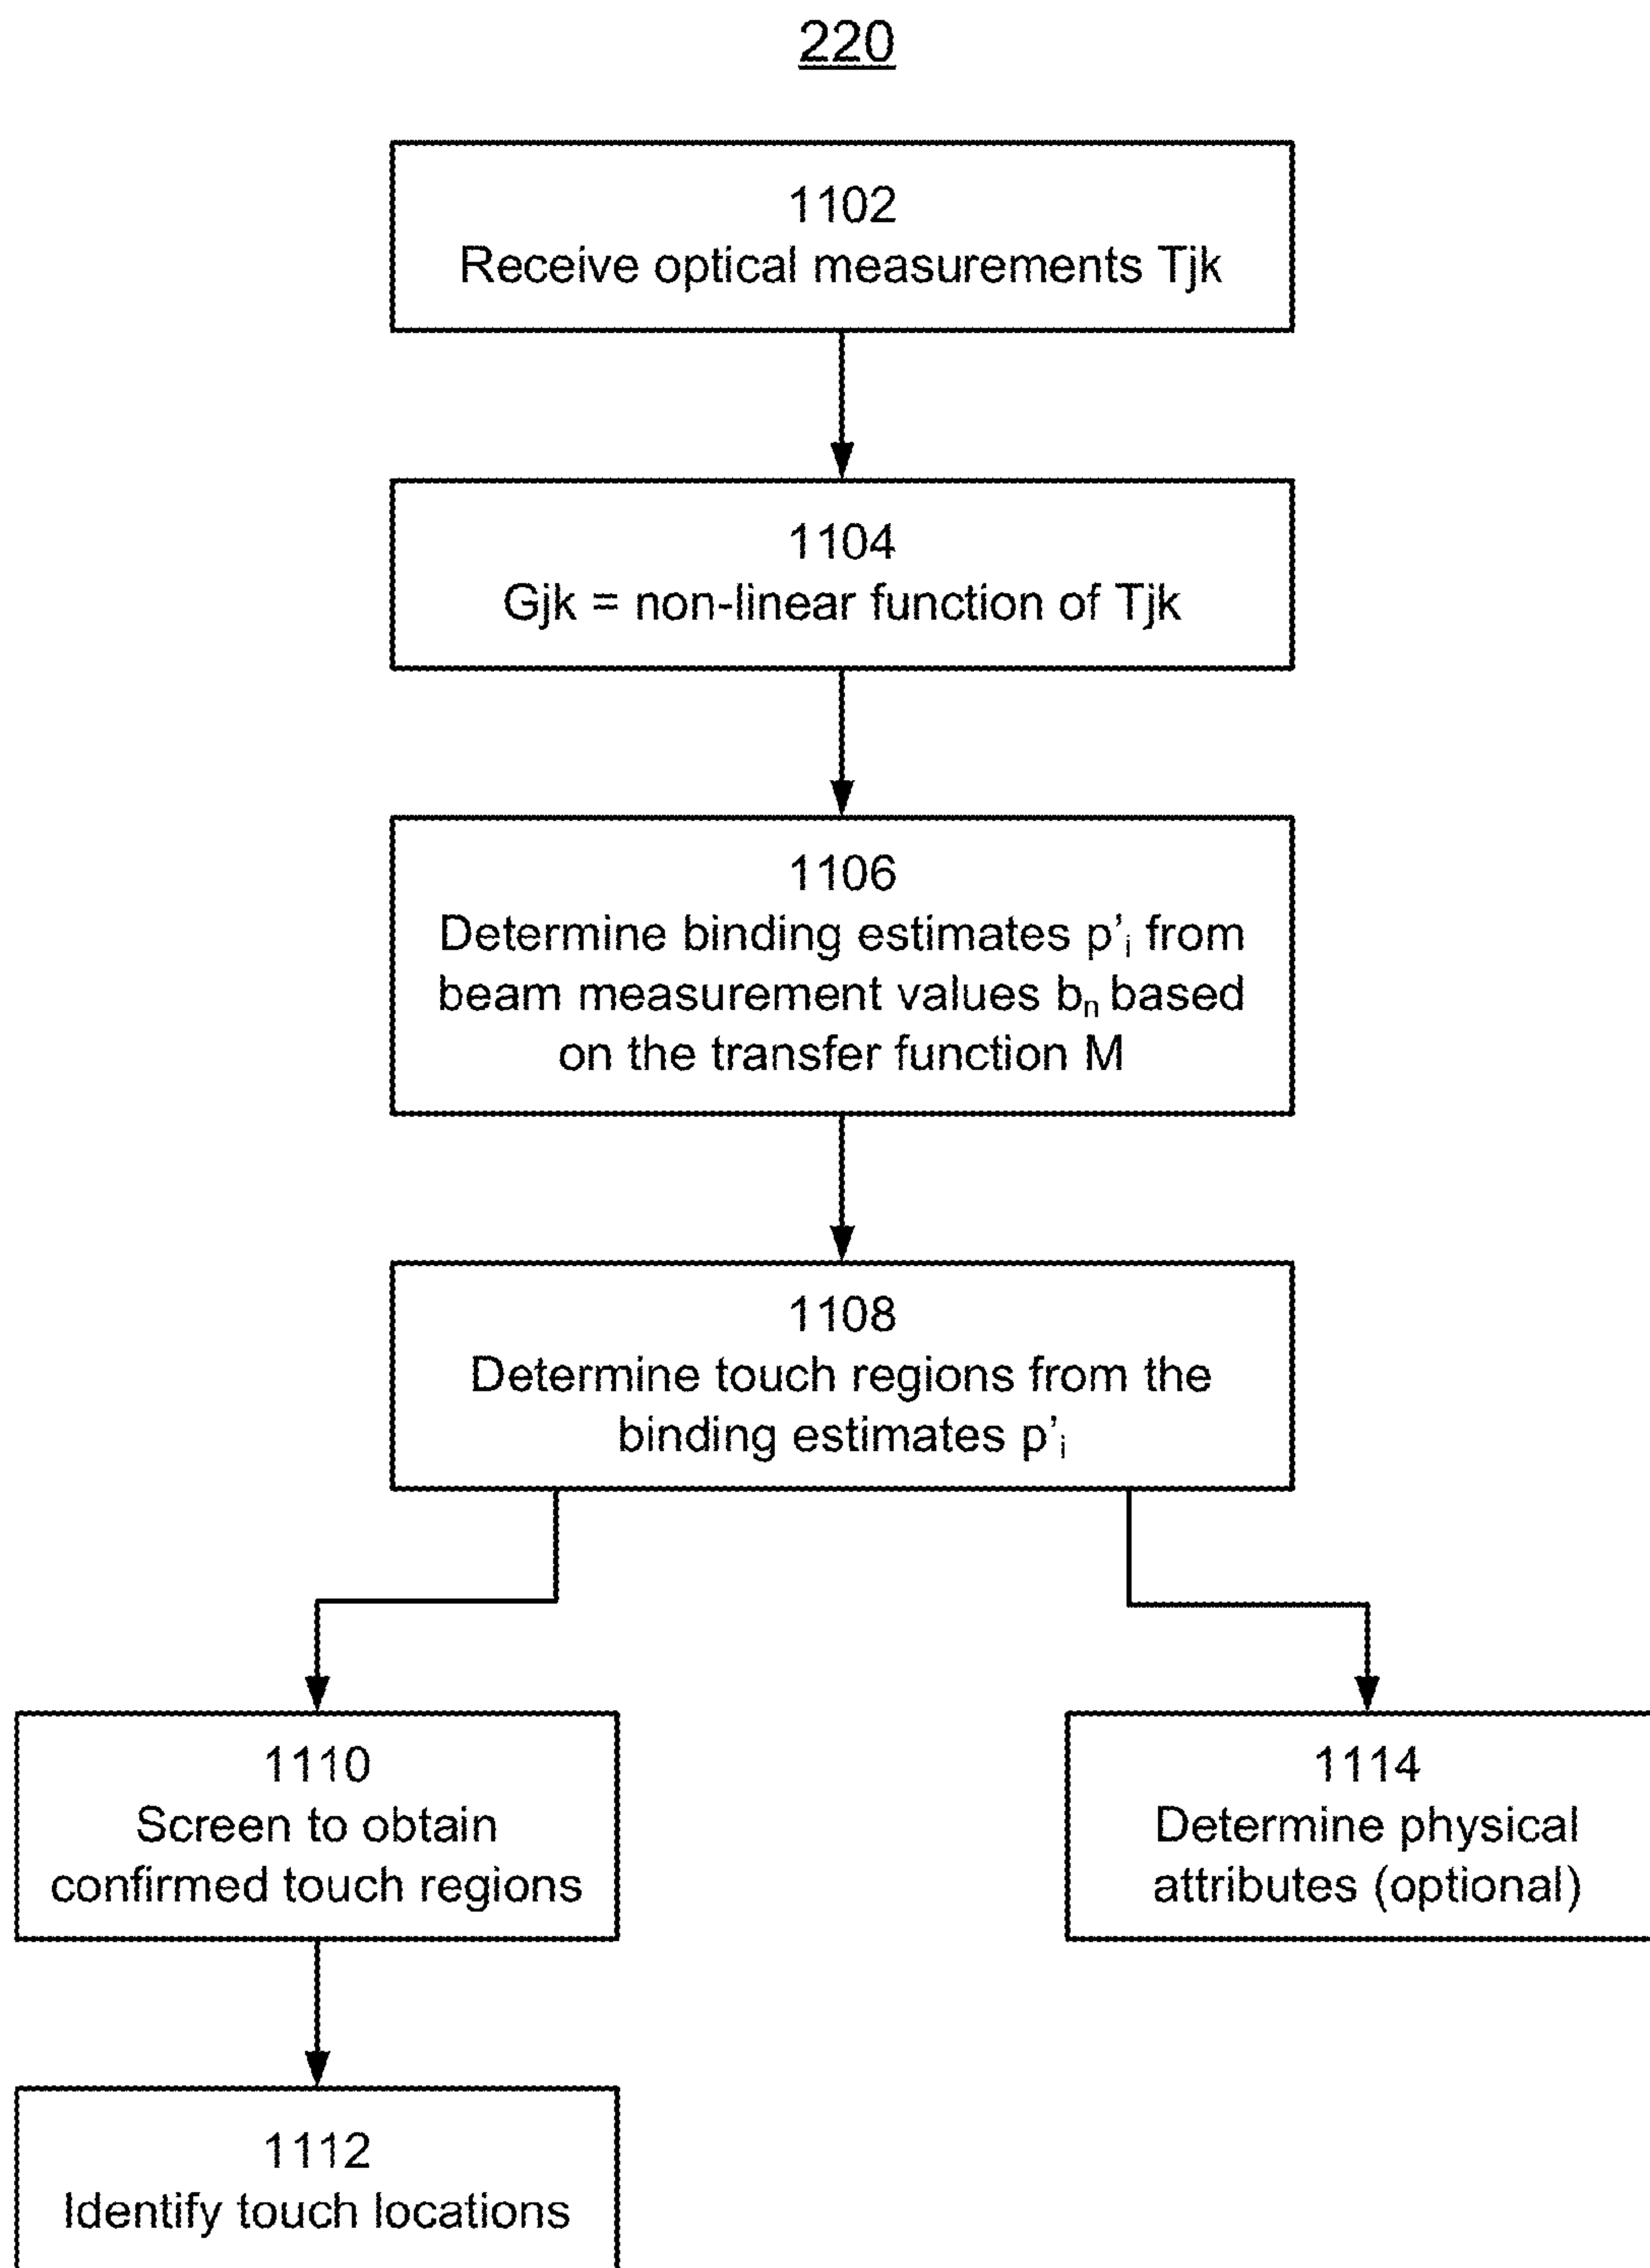 220
1102
Receive optical measurements Tjk
1104
Gjk = non-linear function of Tjk
1106
Determine binding estimates p’i from
beam measurement values bn based
on the transfer function M
1108
Determine touch regions from the
binding estimates p’i
1110
Screen to obtain
confirmed touch regions
1114
Determine physical
attributes (optional)
1112
Identify touch locations